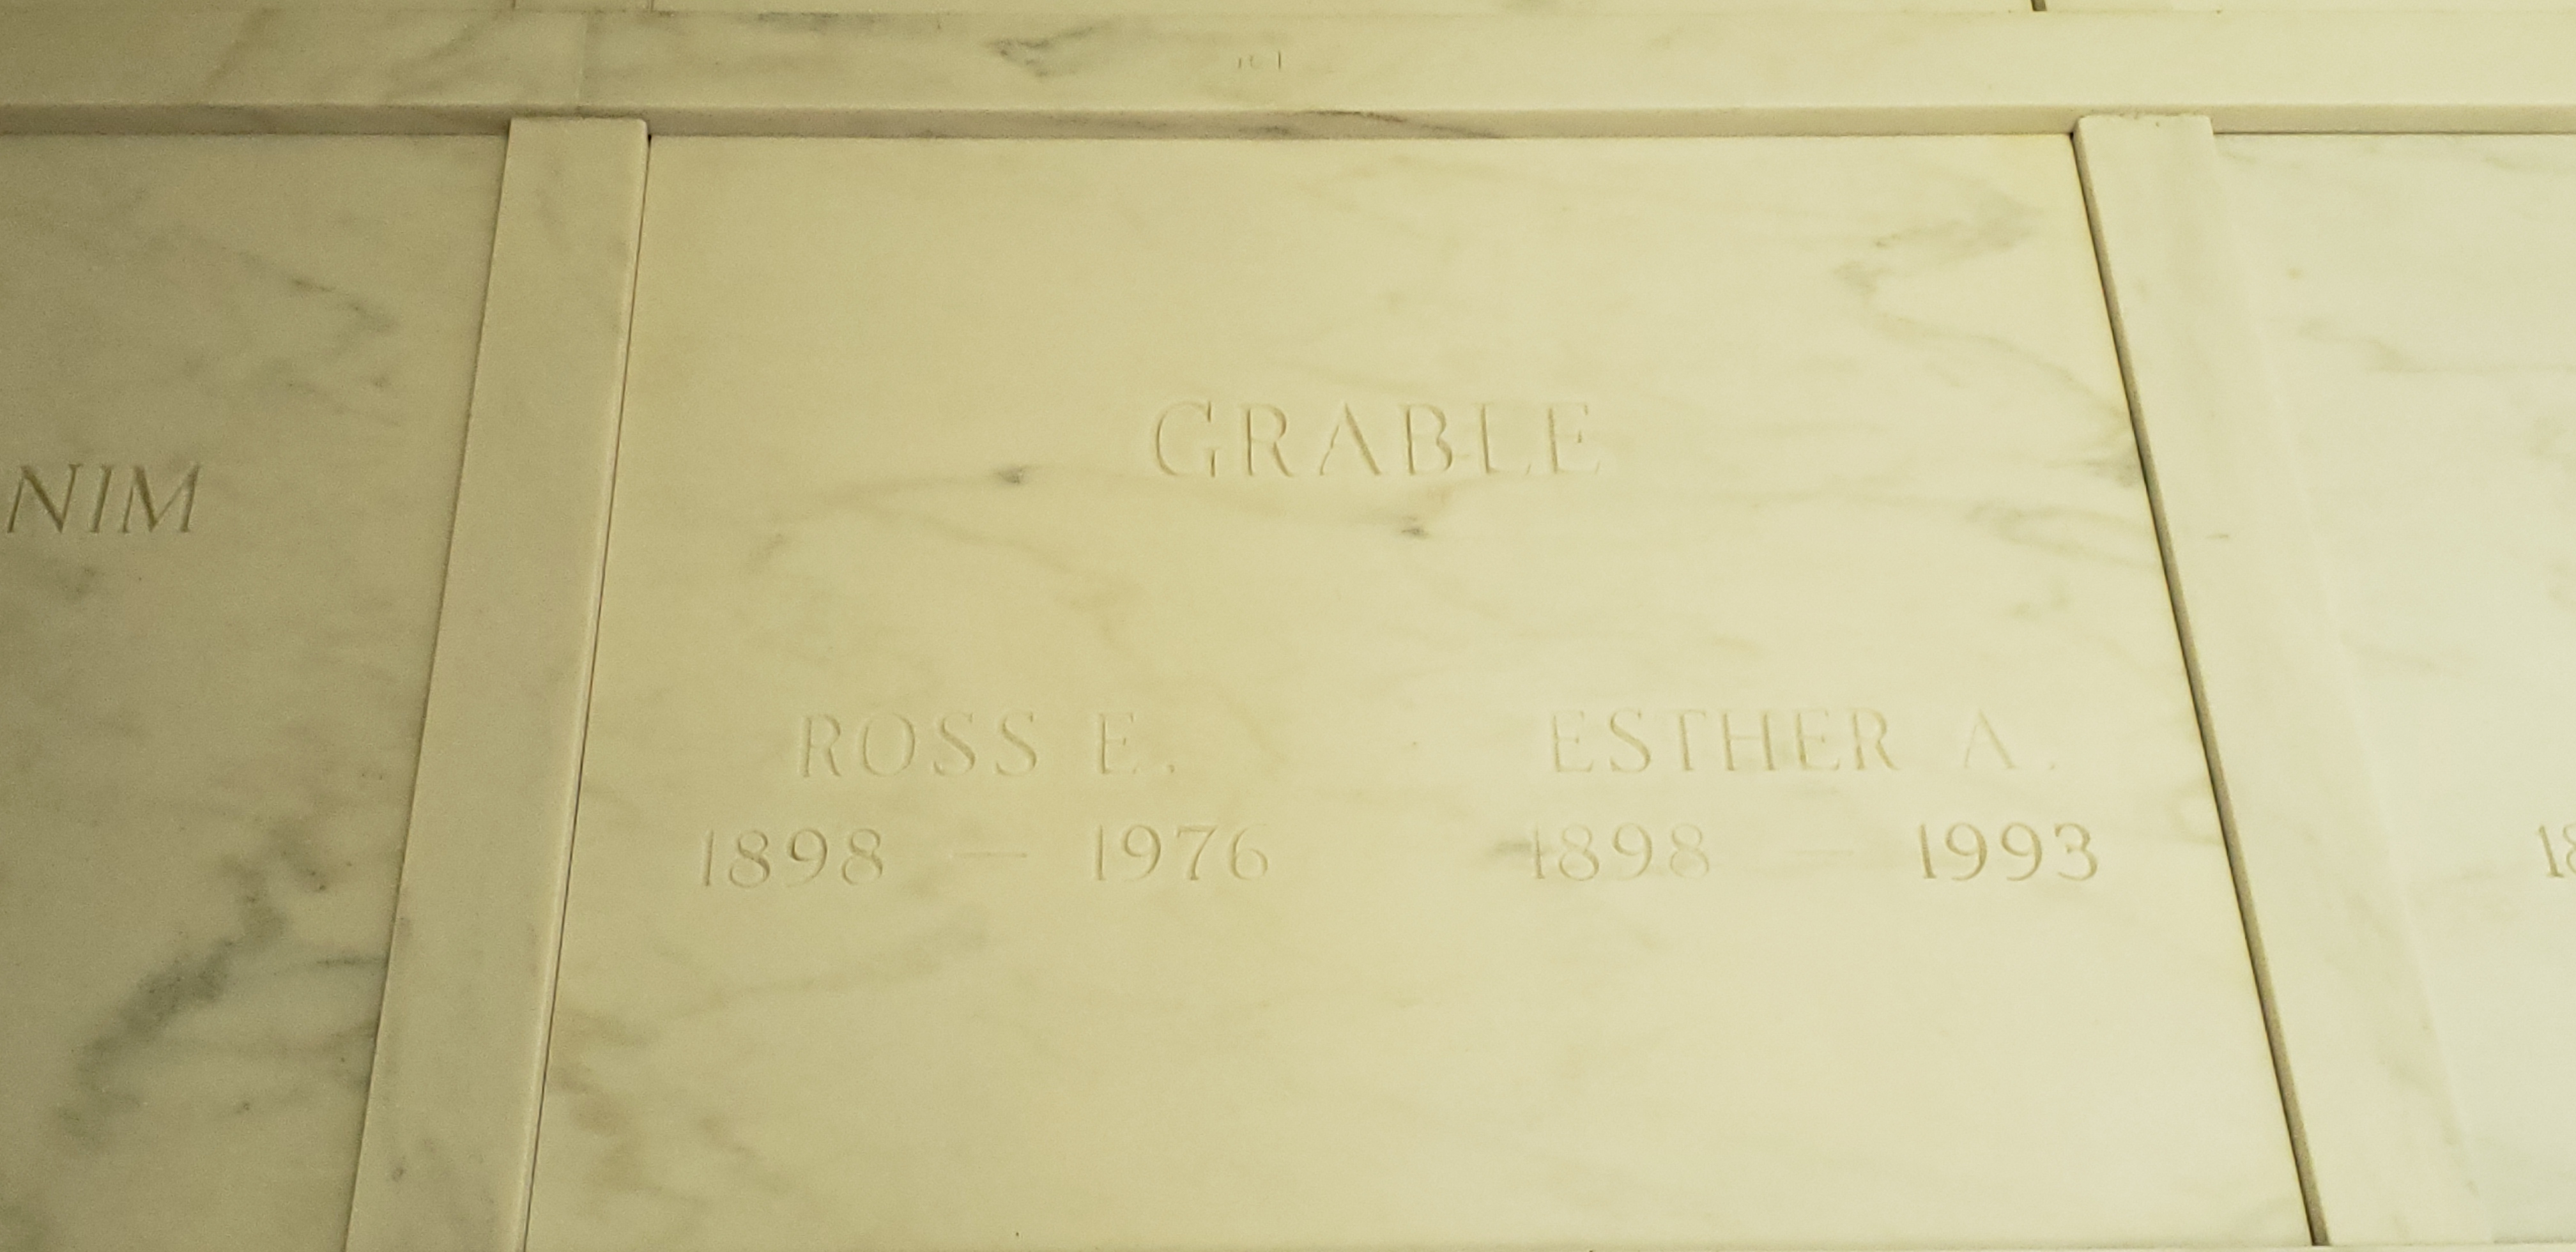 GRABLE
NIM
ROSS E. ESTHER A.
1898 — 1976 1898 — 1993